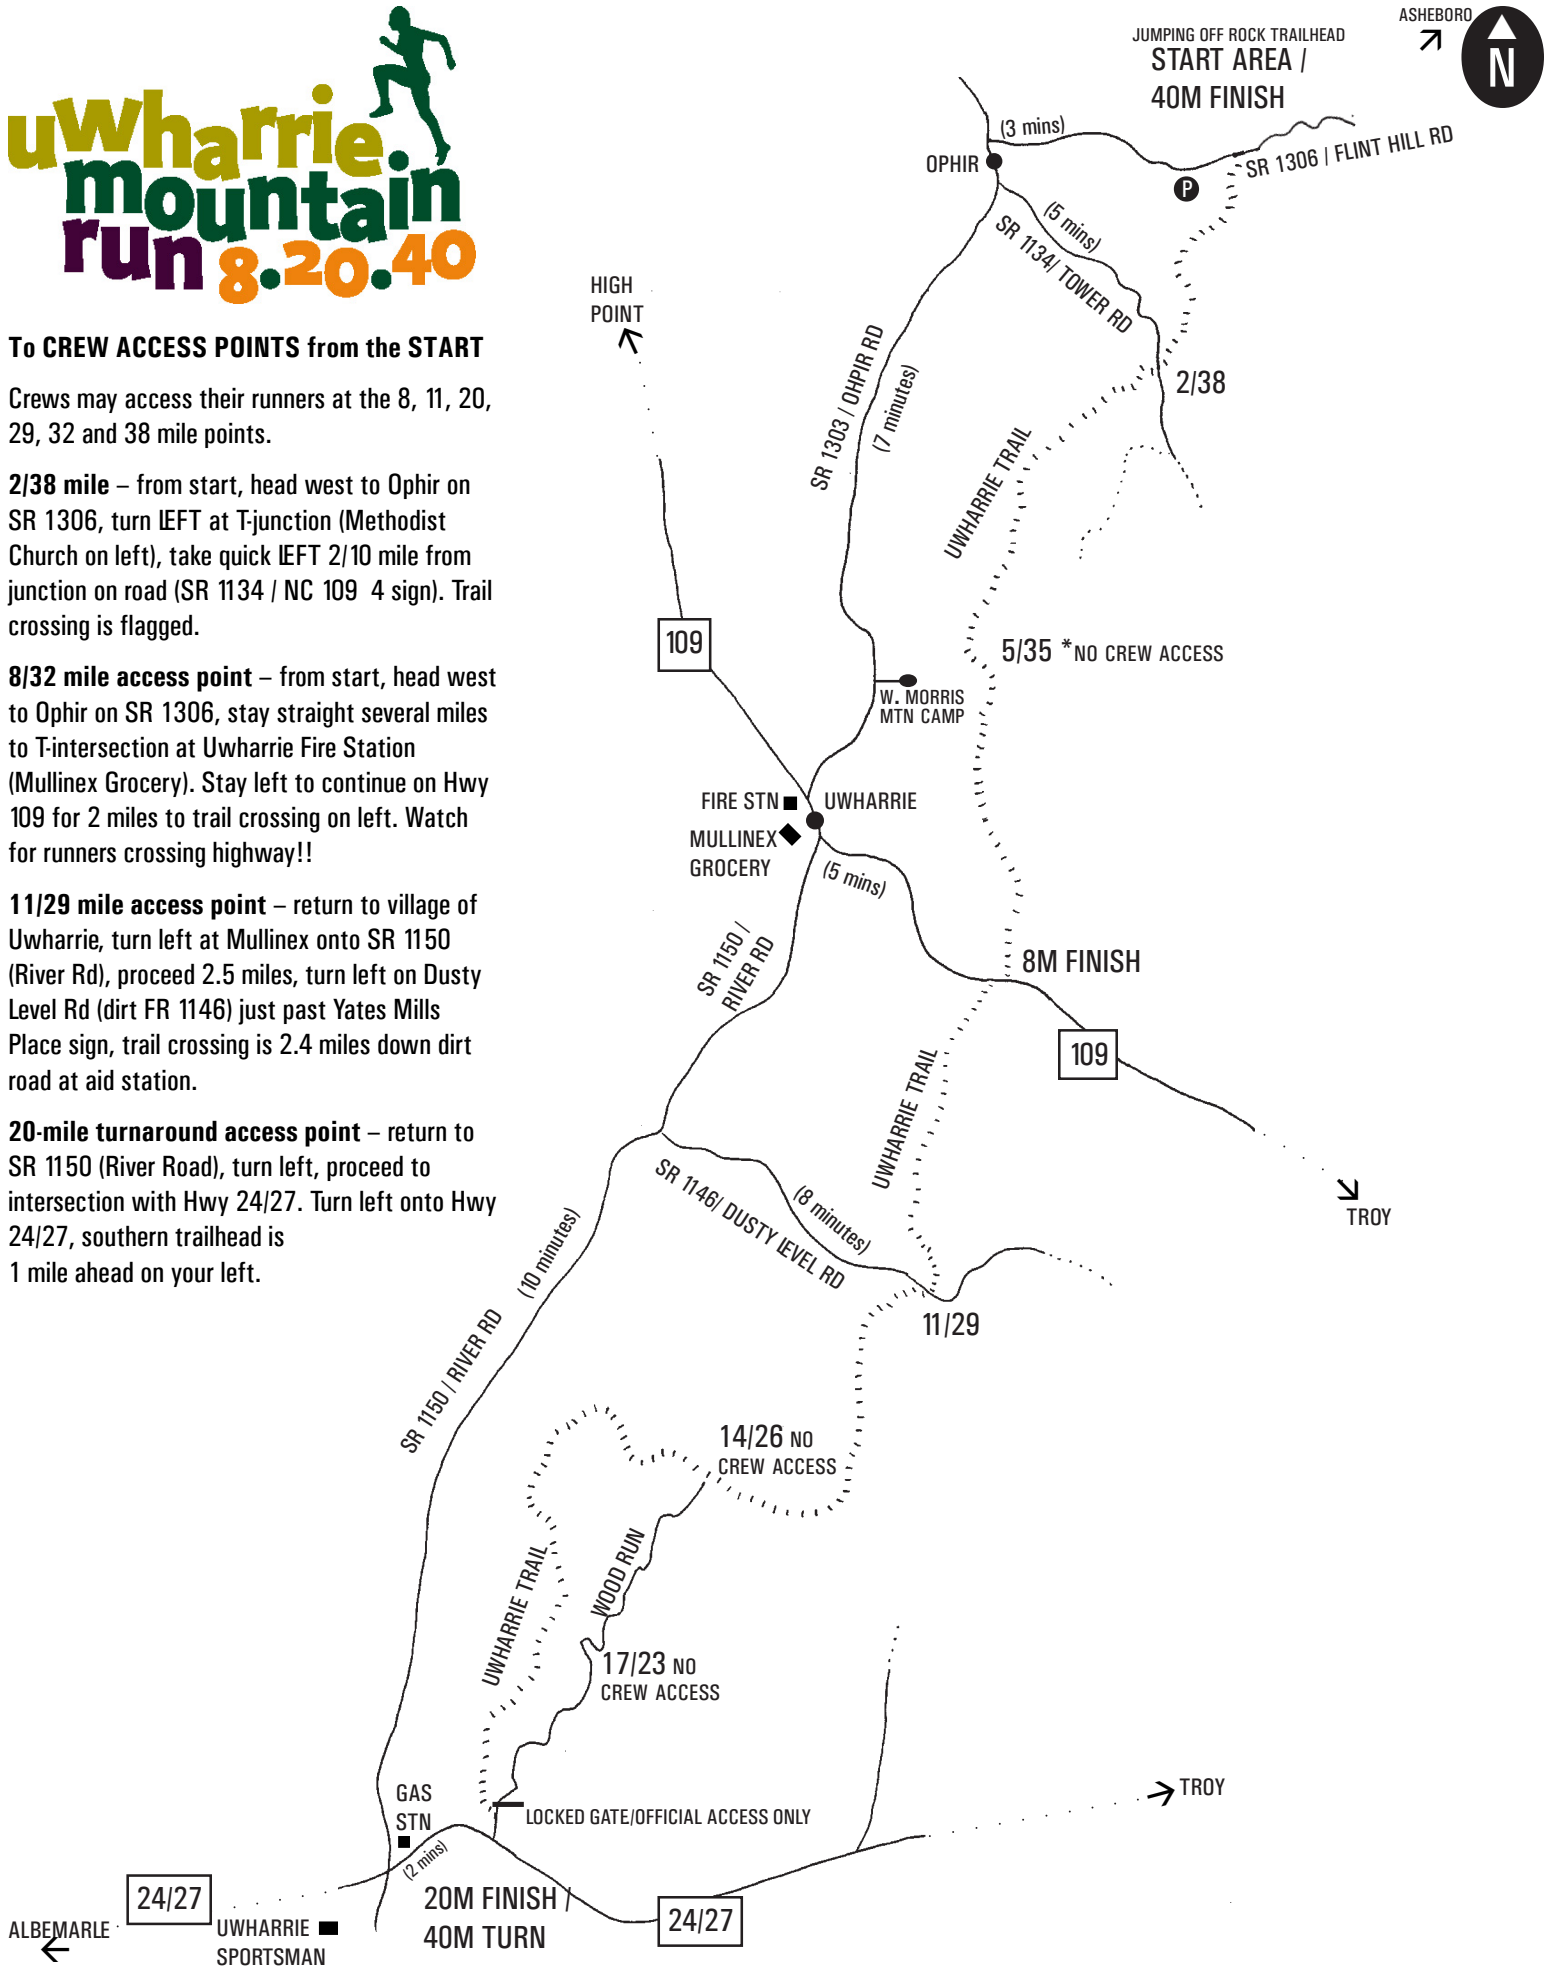 uwharrie
mountain
run 8.20.40
To CREW ACCESS POINTS from the START
Crews may access their runners at the 8, 11, 20,
29, 32 and 38 mile points.
2/38 mile – from start, head west to Ophir on
SR 1306, turn LEFT at T-junction (Methodist
Church on left), take quick LEFT 2/10 mile from
junction on road (SR 1134 / NC 109 4 sign). Trail
crossing is flagged.
8/32 mile access point – from start, head west
to Ophir on SR 1306, stay straight several miles
to T-intersection at Uwharrie Fire Station
(Mullinex Grocery). Stay left to continue on Hwy
109 for 2 miles to trail crossing on left. Watch
for runners crossing highway!!
11/29 mile access point – return to village of
Uwharrie, turn left at Mullinex onto SR 1150
(River Rd), proceed 2.5 miles, turn left on Dusty
Level Rd (dirt FR 1146) just past Yates Mills
Place sign, trail crossing is 2.4 miles down dirt
road at aid station.
20-mile turnaround access point – return to
SR 1150 (River Road), turn left, proceed to
intersection with Hwy 24/27. Turn left onto Hwy
24/27, southern trailhead is
1 mile ahead on your left.
ASHEBORO
N
JUMPING OFF ROCK TRAILHEAD
START AREA /
40M FINISH
(3 mins)
SR 1306 / FLINT HILL RD
OPHIR
P
(5 mins)
SR 1134/ TOWER RD
HIGH
POINT
SR 1303 / OHPIR RD
(7 minutes)
2/38
UWHARRIE TRAIL
109
5/35 *NO CREW ACCESS
W. MORRIS
MTN CAMP
FIRE STN
UWHARRIE
MULLINEX
GROCERY
(5 mins)
SR 1150 /
RIVER RD
8M FINISH
109
UWHARRIE TRAIL
TROY
SR 1146/ DUSTY LEVEL RD
(8 minutes)
(10 minutes)
11/29
SR 1150 / RIVER RD
14/26 NO
CREW ACCESS
WOOD RUN
UWHARRIE TRAIL
17/23 NO
CREW ACCESS
GAS
STN
LOCKED GATE/OFFICIAL ACCESS ONLY
TROY
(2 mins)
24/27
20M FINISH /
40M TURN
24/27
ALBEMARLE
UWHARRIE
SPORTSMAN